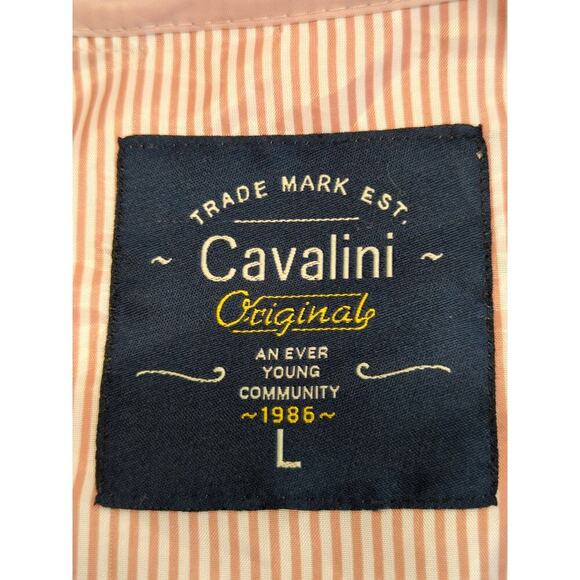 TRADE MARK EST.
~ Cavalini ~
Original
AN EVER
YOUNG
COMMUNITY
~1986~
L